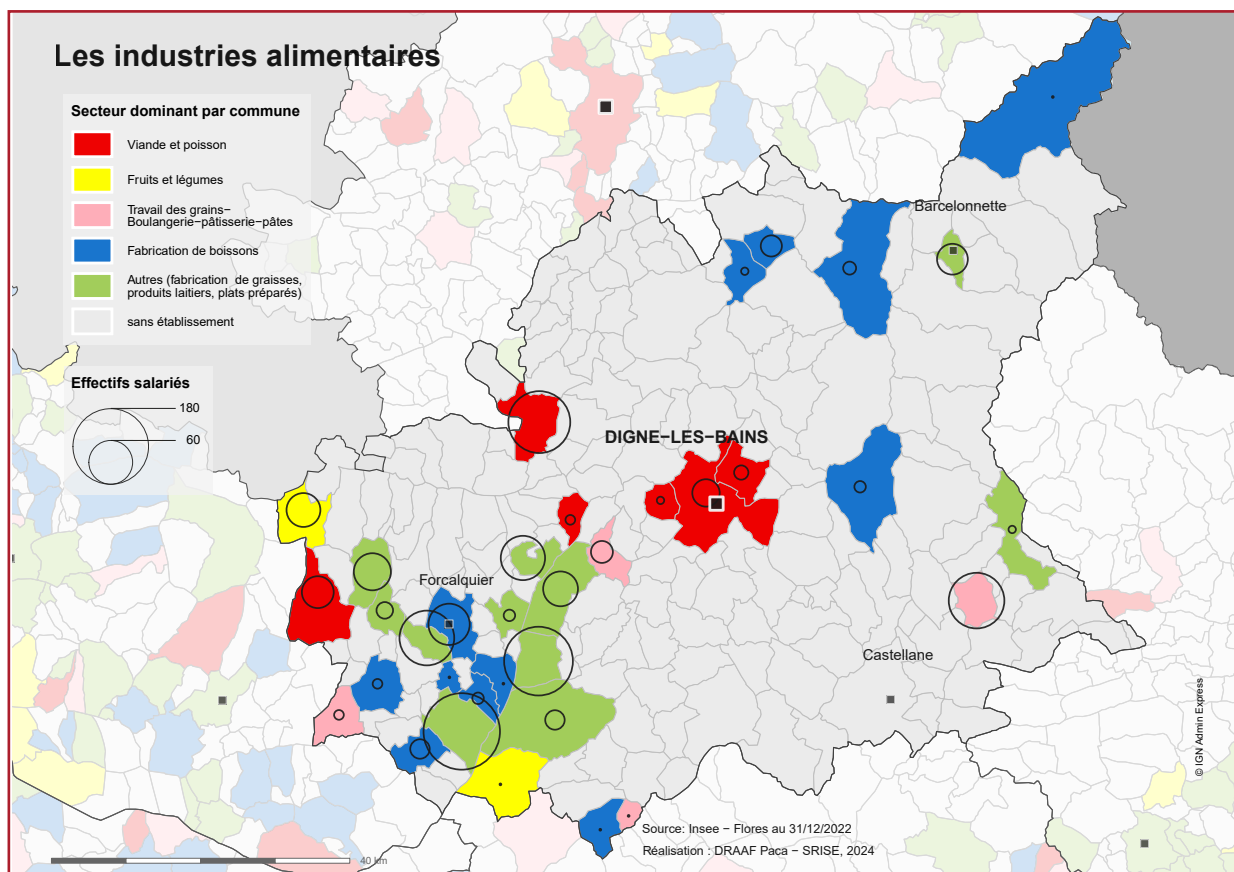 Les industries alimentaires
Secteur dominant par commune
Viande et poisson
Fruits et légumes
Travail des grains−
Boulangerie−pâtisserie−pâtes
Fabrication de boissons
Autres (fabrication de graisses,
produits laitiers, plats préparés)
sans établissement
Effectifs salariés
180
60
Barcelonnette
DIGNE−LES−BAINS
Forcalquier
Castellane
© IGN Admin Express
Source: Insee − Flores au 31/12/2022
Réalisation : DRAAF Paca − SRISE, 2024
40 km